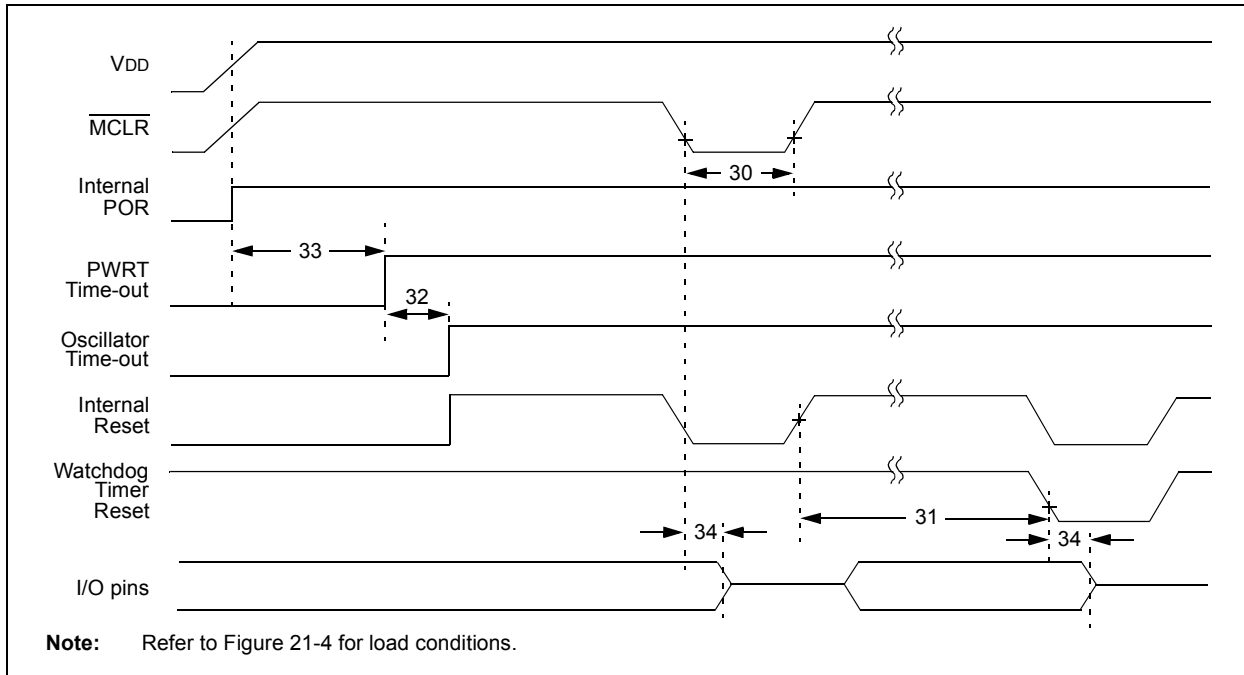 VDD
MCLR
30
Internal
POR
33
PWRT
Time-out
32
Oscillator
Time-out
Internal
Reset
Watchdog
Timer
Reset
31
34
34
I/O pins
Note: Refer to Figure 21-4 for load conditions.